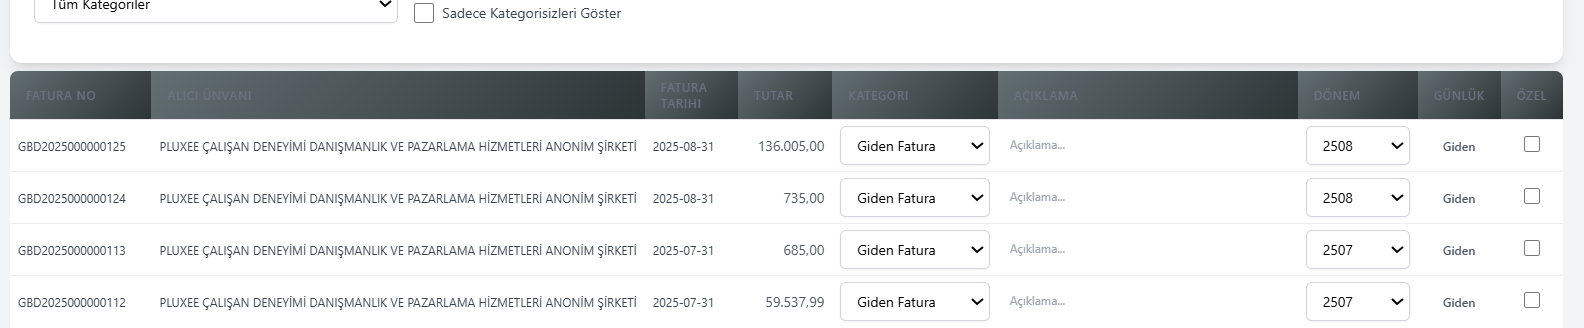 Tüm Kategoriler
Sadece Kategorisizleri Göster
FATURA NO ALICI ÜNVANI FATURA TARIHI TUTAR KATEGORI AÇIKLAMA DÖNEM GÜNLÜK ÖZEL
GBD2025000000125 PLUXEE ÇALIŞAN DENEYİMİ DANIŞMANLIK VE PAZARLAMA HİZMETLERİ ANONİM ŞİRKETİ 2025-08-31 136.005,00 Giden Fatura Açıklama... 2508 Giden
GBD2025000000124 PLUXEE ÇALIŞAN DENEYİMİ DANIŞMANLIK VE PAZARLAMA HİZMETLERİ ANONİM ŞİRKETİ 2025-08-31 735,00 Giden Fatura Açıklama... 2508 Giden
GBD2025000000113 PLUXEE ÇALIŞAN DENEYİMİ DANIŞMANLIK VE PAZARLAMA HİZMETLERİ ANONİM ŞİRKETİ 2025-07-31 685,00 Giden Fatura Açıklama... 2507 Giden
GBD2025000000112 PLUXEE ÇALIŞAN DENEYİMİ DANIŞMANLIK VE PAZARLAMA HİZMETLERİ ANONİM ŞİRKETİ 2025-07-31 59.537,99 Giden Fatura Açıklama... 2507 Giden